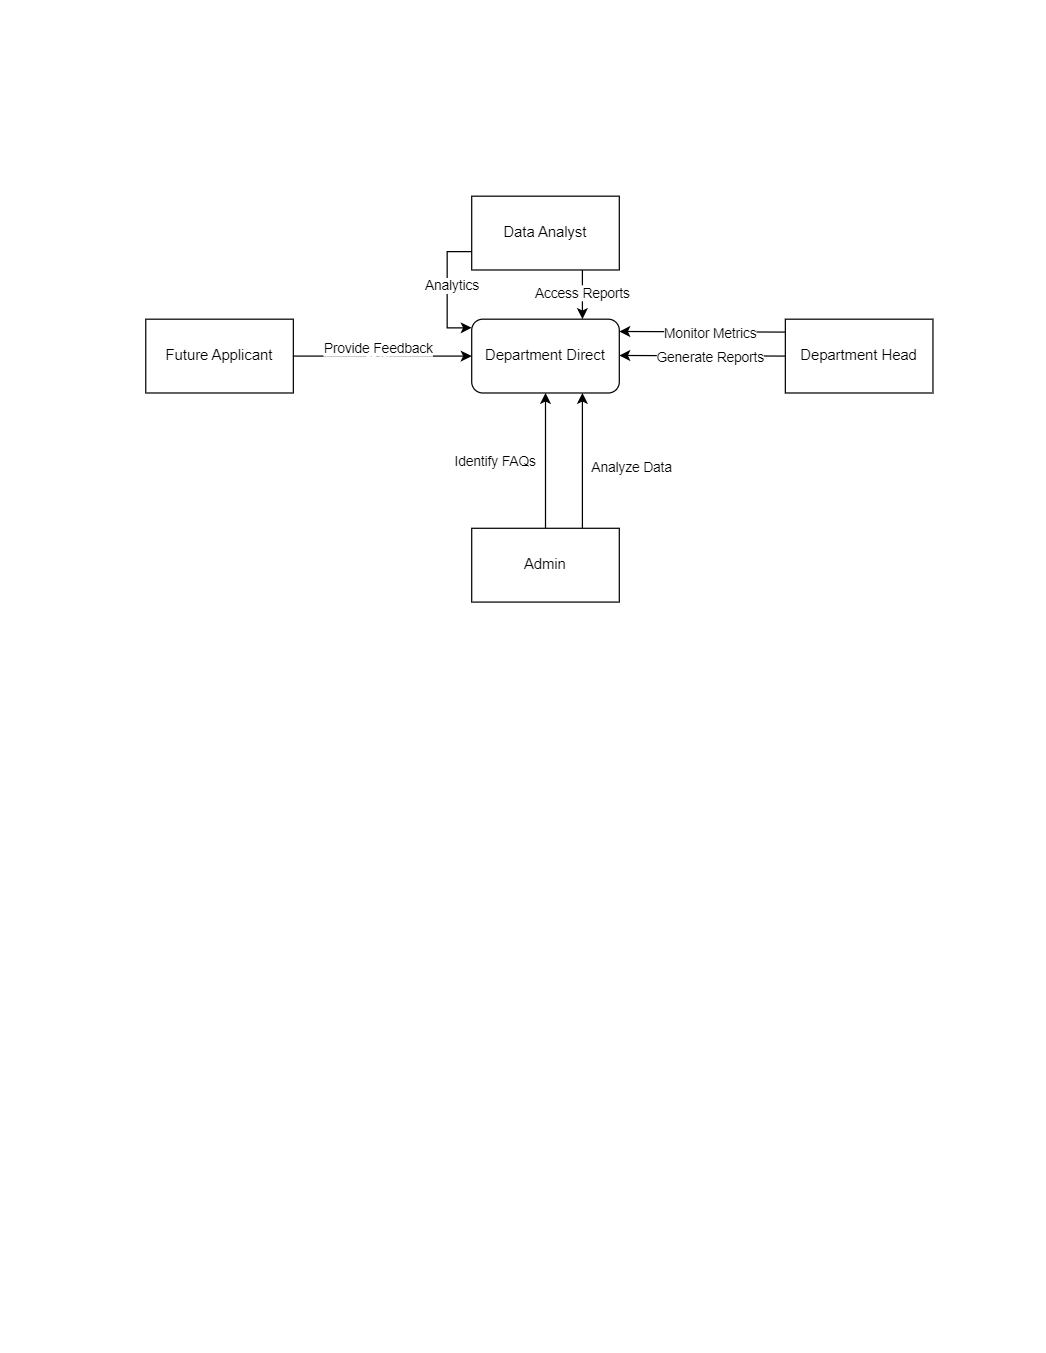 Data Analyst
Analytics
Access Reports
Future Applicant
Provide Feedback
Department Direct
Monitor Metrics
Generate Reports
Department Head
Identify FAQs
Analyze Data
Admin